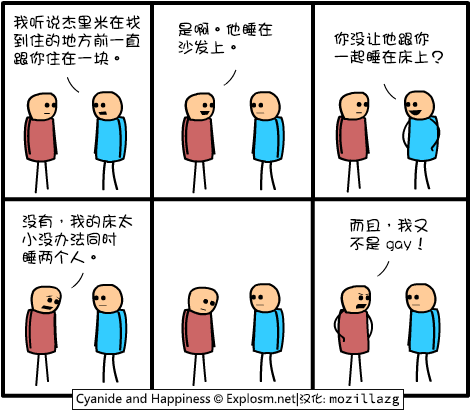 我听说杰里米在找
到住的地方前一直
跟你住在一块。
是啊。他睡在
沙发上。
你没让他跟你
一起睡在床上？
没有，我的床太
小没办法同时
睡两个人。
而且，我又
不是 gay！
Cyanide and Happiness © Explosm.net|汉化: mozillazg